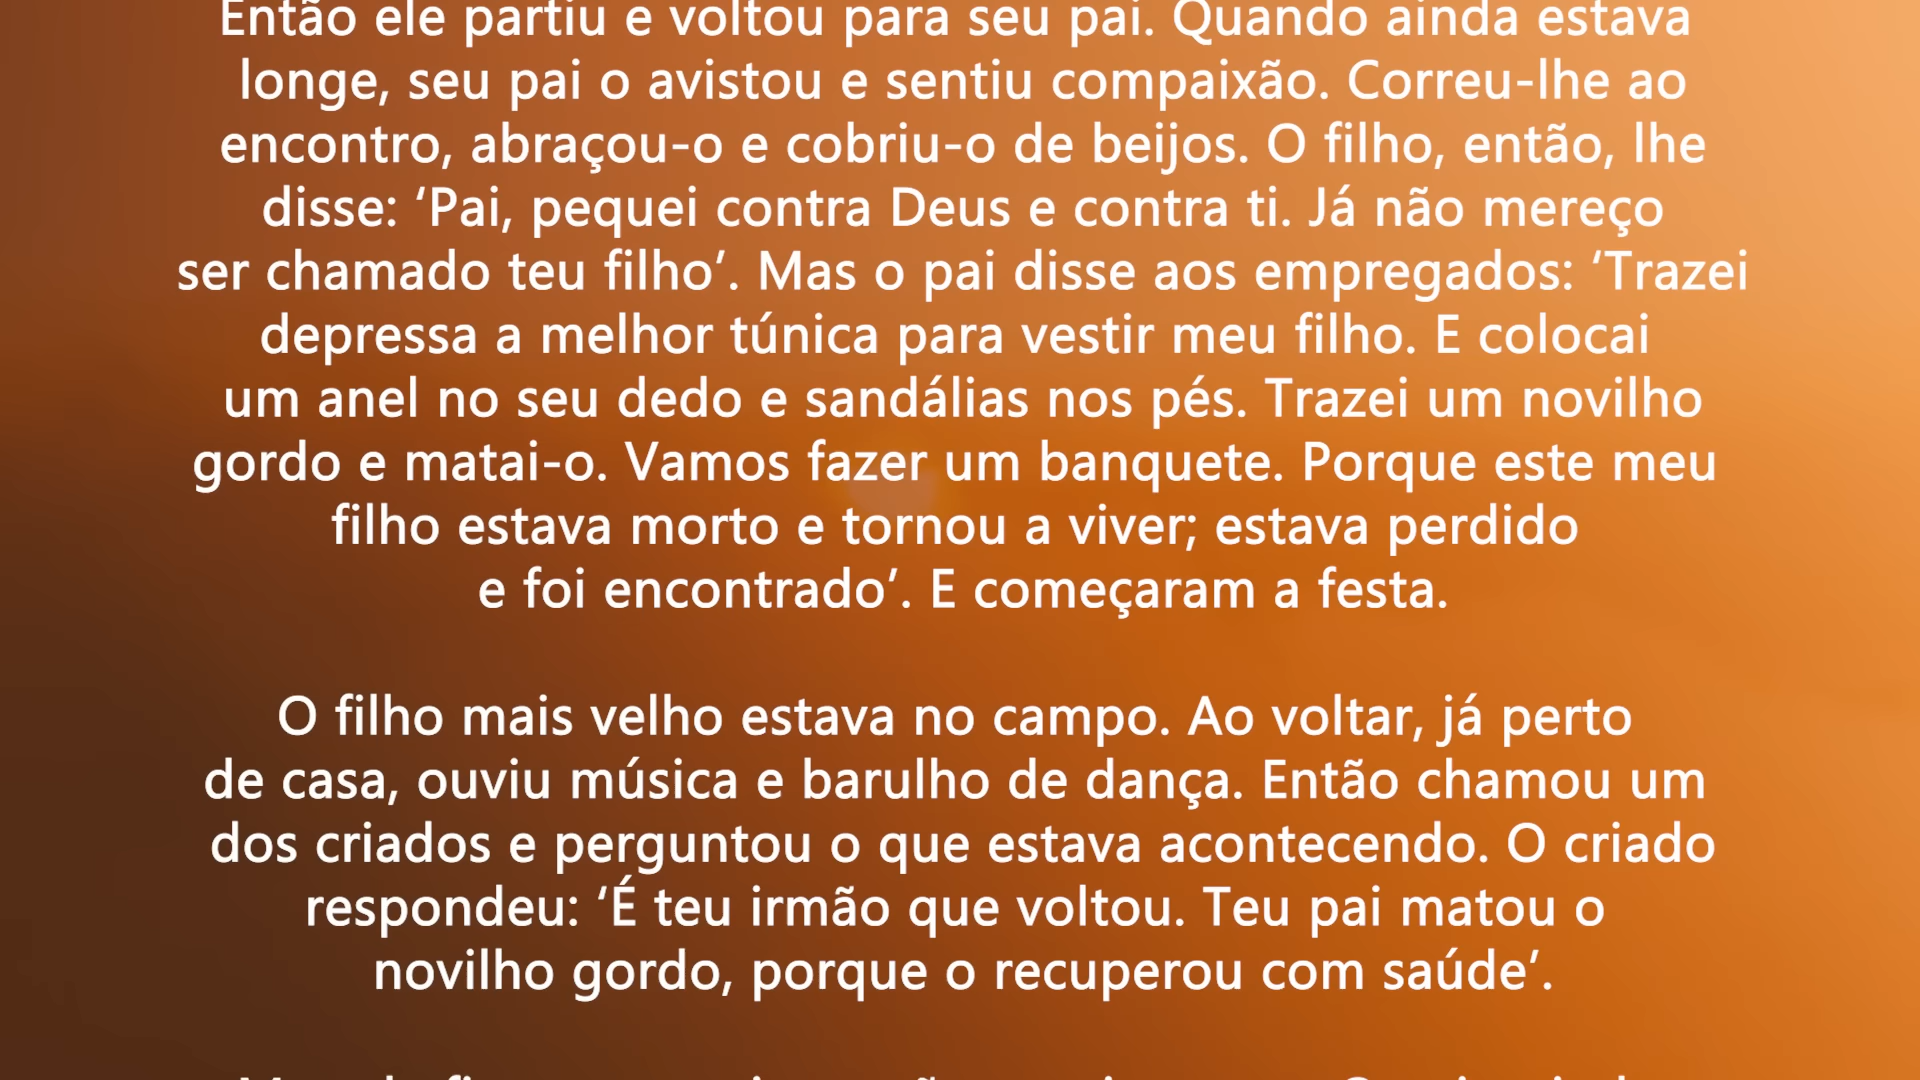 Então ele partiu e voltou para seu pai. Quando ainda estava
longe, seu pai o avistou e sentiu compaixão. Correu-lhe ao
encontro, abraçou-o e cobriu-o de beijos. O filho, então, lhe
disse: ‘Pai, pequei contra Deus e contra ti. Já não mereço
ser chamado teu filho’. Mas o pai disse aos empregados: ‘Trazei
depressa a melhor túnica para vestir meu filho. E colocai
um anel no seu dedo e sandálias nos pés. Trazei um novilho
gordo e matai-o. Vamos fazer um banquete. Porque este meu
filho estava morto e tornou a viver; estava perdido
e foi encontrado’. E começaram a festa.
O filho mais velho estava no campo. Ao voltar, já perto
de casa, ouviu música e barulho de dança. Então chamou um
dos criados e perguntou o que estava acontecendo. O criado
respondeu: ‘É teu irmão que voltou. Teu pai matou o
novilho gordo, porque o recuperou com saúde’.